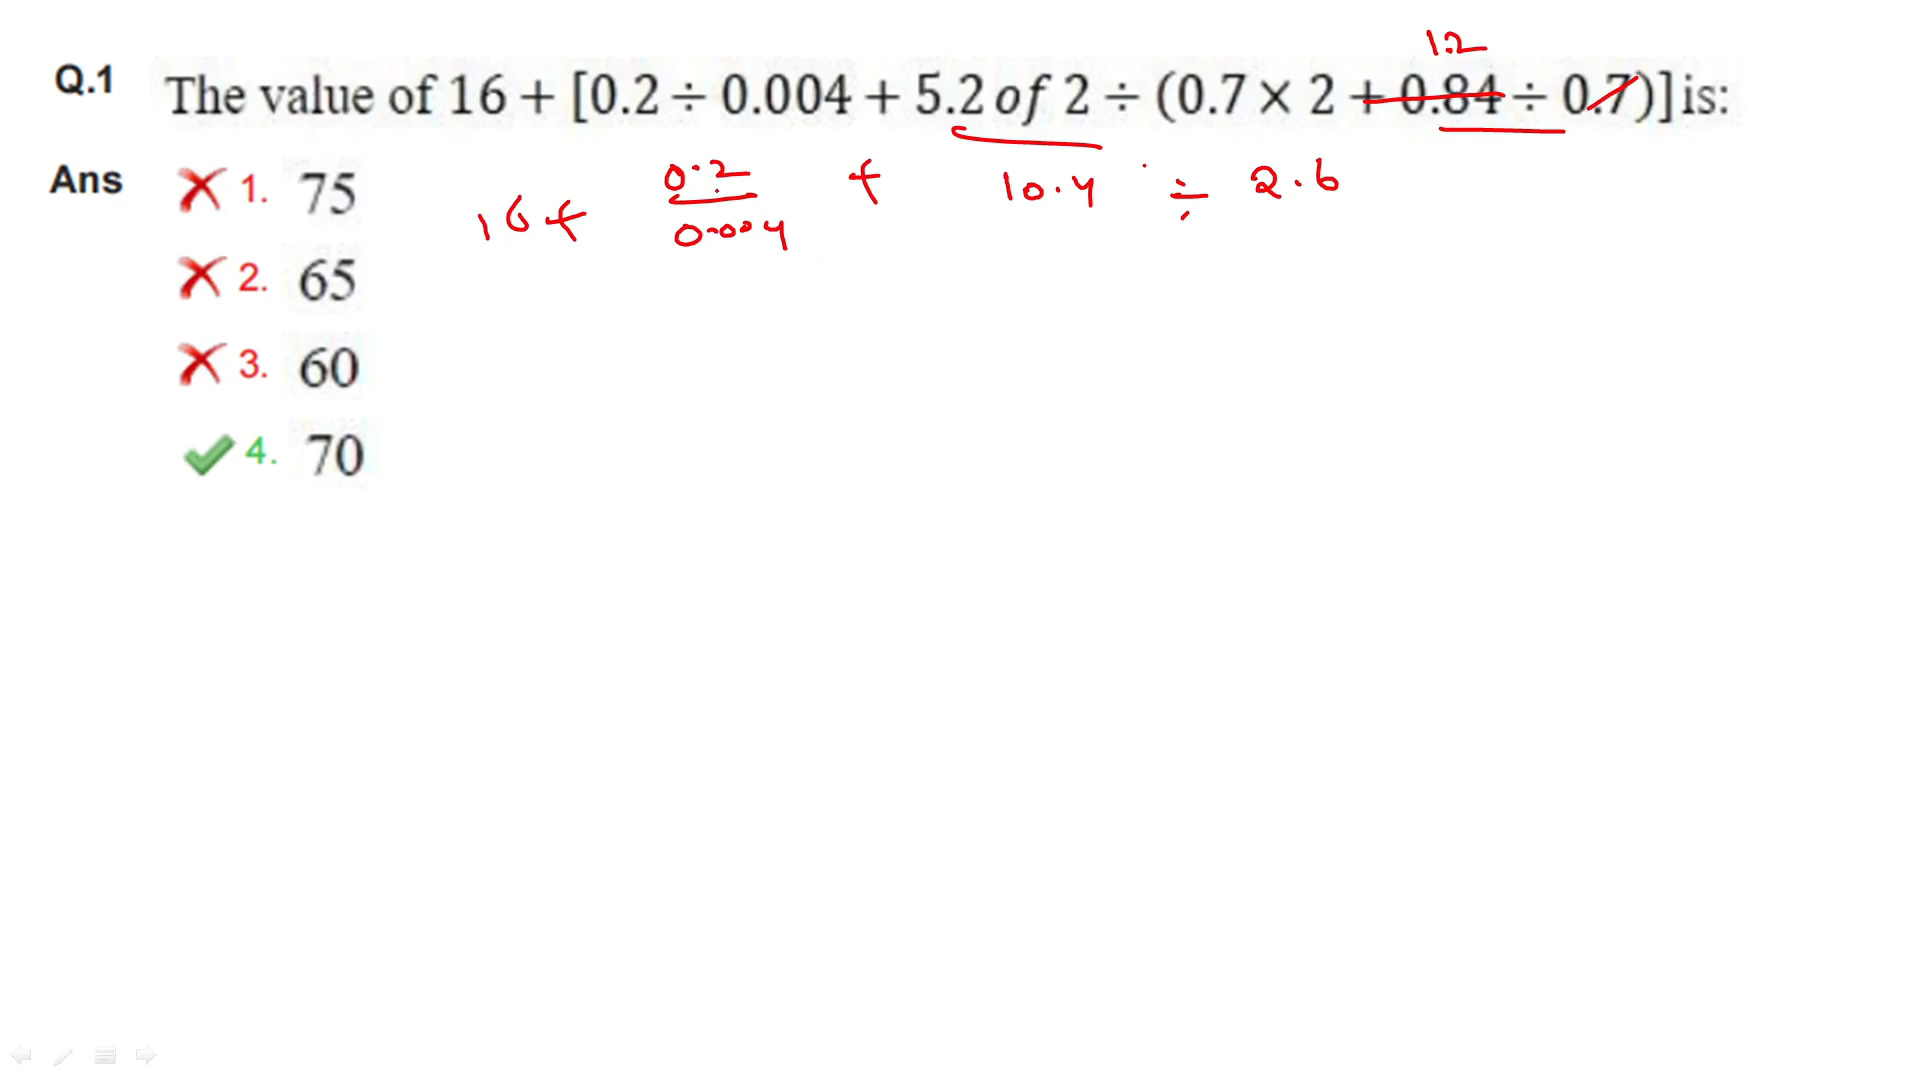 1.2
Q.1 The value of 16 + [0.2 ÷ 0.004 + 5.2 of 2 ÷ (0.7 × 2 + 0.84 ÷ 0.7)] is:
Ans ✗ 1. 75
16 + 0.2/0.004 + 10.4 ÷ 2.6
✗ 2. 65
✗ 3. 60
✓ 4. 70